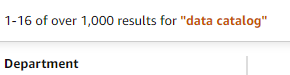 1-16 of over 1,000 results for "data catalog"
Department